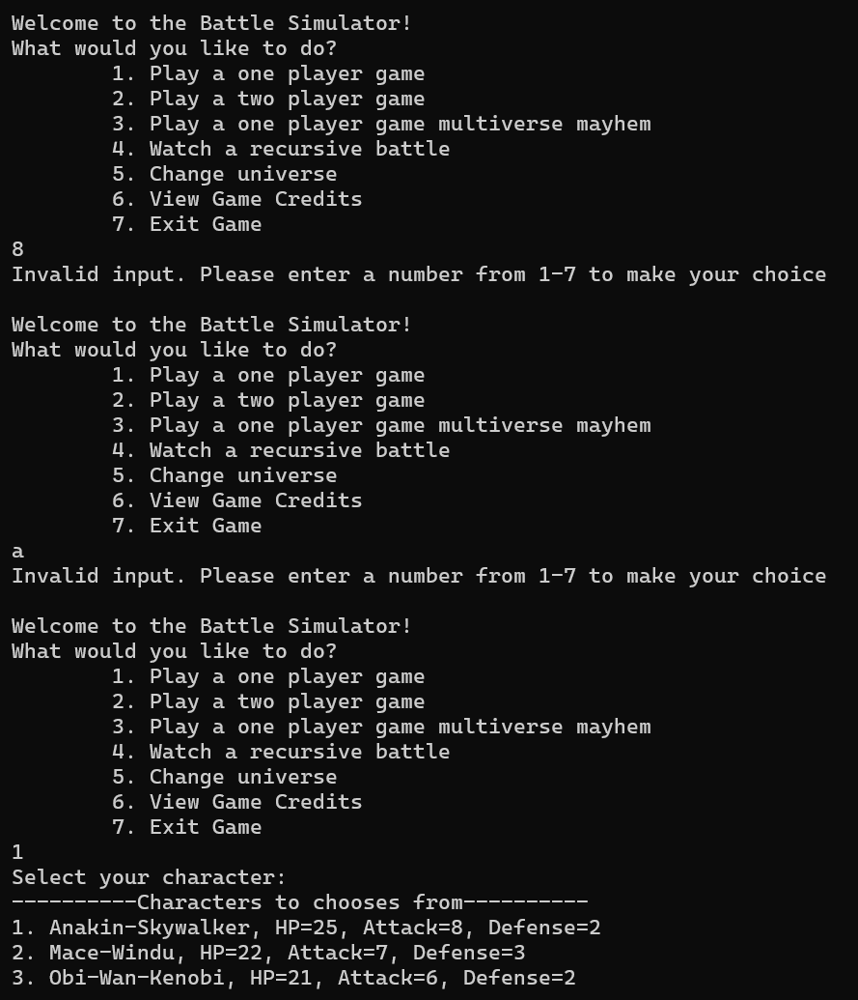 Welcome to the Battle Simulator!
What would you like to do?
1. Play a one player game
2. Play a two player game
3. Play a one player game multiverse mayhem
4. Watch a recursive battle
5. Change universe
6. View Game Credits
7. Exit Game
8
Invalid input. Please enter a number from 1-7 to make your choice

Welcome to the Battle Simulator!
What would you like to do?
1. Play a one player game
2. Play a two player game
3. Play a one player game multiverse mayhem
4. Watch a recursive battle
5. Change universe
6. View Game Credits
7. Exit Game
a
Invalid input. Please enter a number from 1-7 to make your choice

Welcome to the Battle Simulator!
What would you like to do?
1. Play a one player game
2. Play a two player game
3. Play a one player game multiverse mayhem
4. Watch a recursive battle
5. Change universe
6. View Game Credits
7. Exit Game
1
Select your character:
----------Characters to chooses from----------
1. Anakin-Skywalker, HP=25, Attack=8, Defense=2
2. Mace-Windu, HP=22, Attack=7, Defense=3
3. Obi-Wan-Kenobi, HP=21, Attack=6, Defense=2